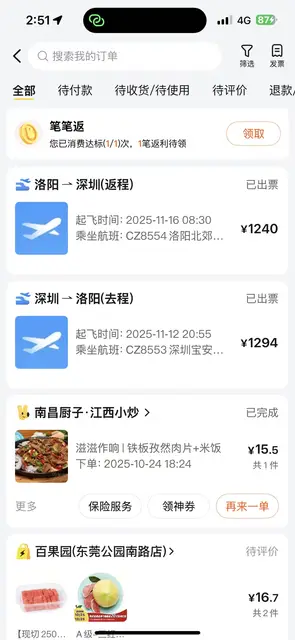 2:51 4G 87
搜索我的订单 筛选 发票
全部 待付款 待收货/待使用 待评价 退款/
笔笔返
您已消费达标(1/1)次，1笔返利待领 领取
洛阳 → 深圳(返程) 已出票
起飞时间: 2025-11-16 08:30
乘坐航班: CZ8554 洛阳北郊... ¥1240
深圳 → 洛阳(去程) 已出票
起飞时间: 2025-11-12 20:55
乘坐航班: CZ8553 深圳宝安... ¥1294
南昌厨子·江西小炒 > 已完成
滋滋作响 | 铁板孜然肉片+米饭 ¥15.5
下单: 2025-10-24 18:24 共 1 件
更多 保险服务 领神券 再来一单
百果园(东莞公园南路店) > 待评价
¥16.7
共 2 件
【现切 250...